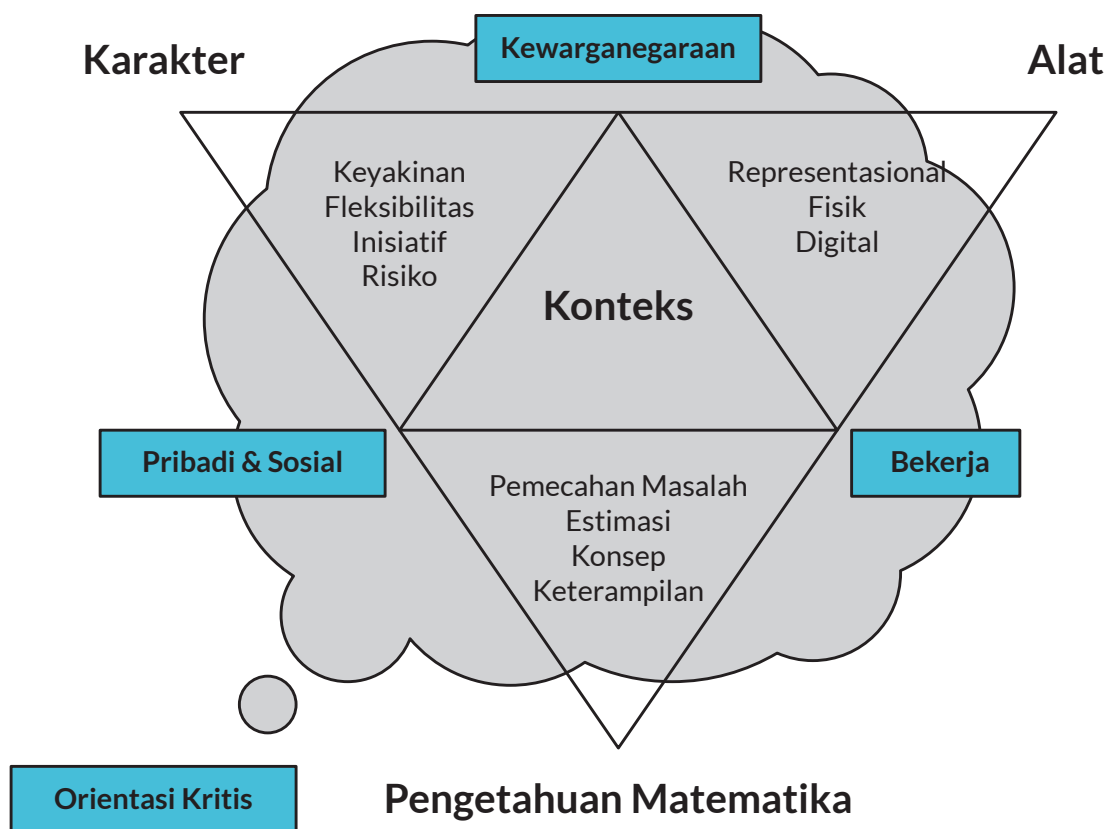 Kewarganegaraan
Karakter
Alat
Keyakinan
Fleksibilitas
Inisiatif
Risiko
Representasional
Fisik
Digital
Konteks
Pribadi & Sosial
Bekerja
Pemecahan Masalah
Estimasi
Konsep
Keterampilan
Orientasi Kritis
Pengetahuan Matematika